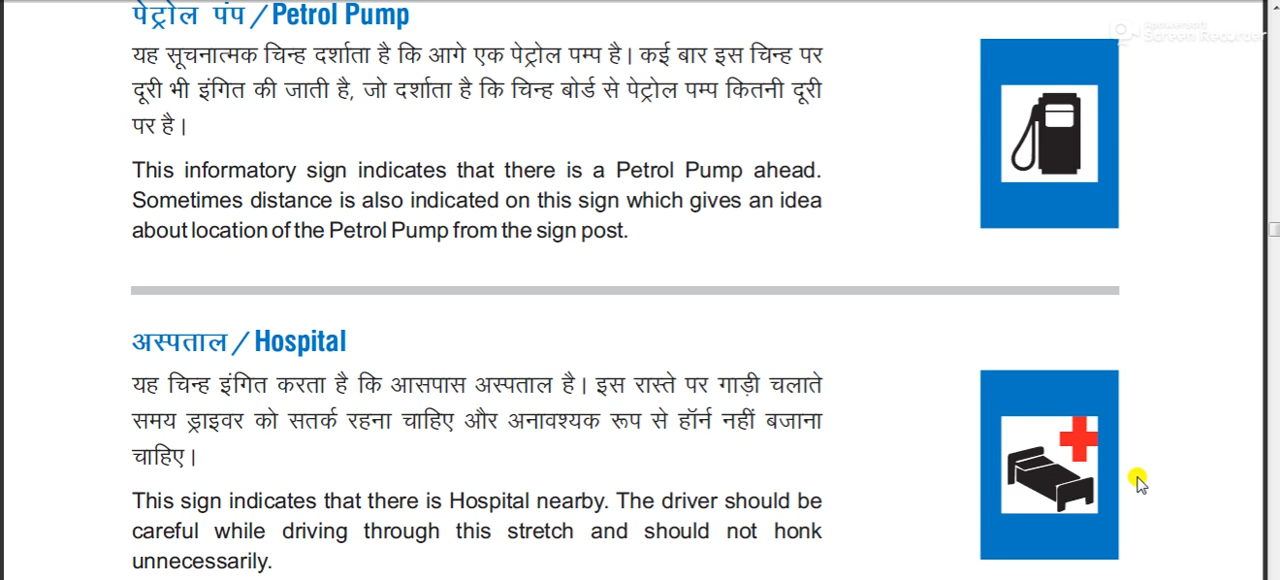 पेट्रोल पंप / Petrol Pump
Apowersoft
Screen Recorder
यह सूचनात्मक चिन्ह दर्शाता है कि आगे एक पेट्रोल पम्प है। कई बार इस चिन्ह पर
दूरी भी इंगित की जाती है, जो दर्शाता है कि चिन्ह बोर्ड से पेट्रोल पम्प कितनी दूरी
पर है।
This informatory sign indicates that there is a Petrol Pump ahead.
Sometimes distance is also indicated on this sign which gives an idea
about location of the Petrol Pump from the sign post.
अस्पताल / Hospital
यह चिन्ह इंगित करता है कि आसपास अस्पताल है। इस रास्ते पर गाड़ी चलाते
समय ड्राइवर को सतर्क रहना चाहिए और अनावश्यक रूप से हॉर्न नहीं बजाना
चाहिए।
This sign indicates that there is Hospital nearby. The driver should be
careful while driving through this stretch and should not honk
unnecessarily.